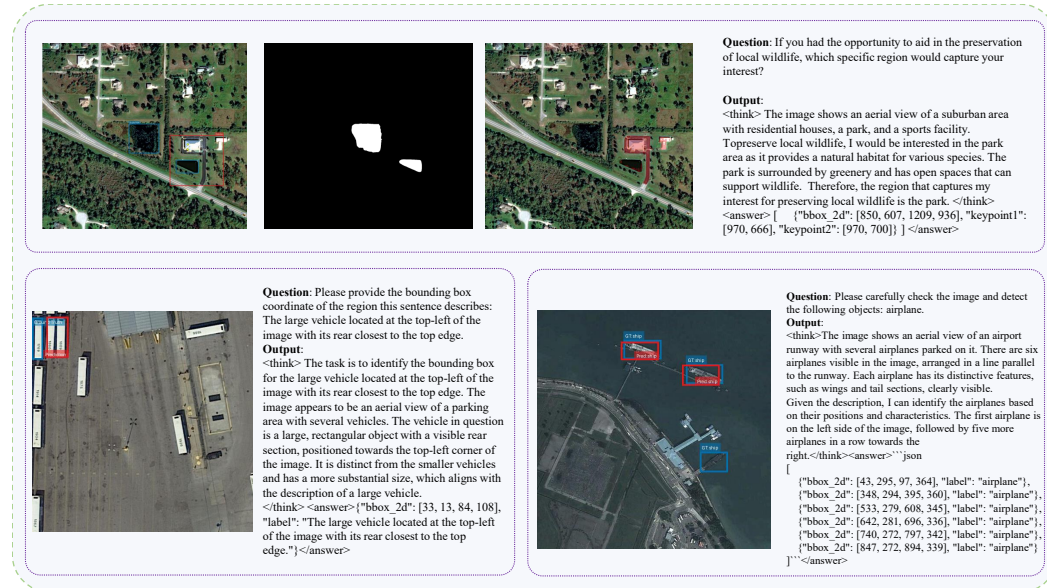 Question: If you had the opportunity to aid in the preservation
of local wildlife, which specific region would capture your
interest?
Output:
<think> The image shows an aerial view of a suburban area
with residential houses, a park, and a sports facility.
Topreserve local wildlife, I would be interested in the park
area as it provides a natural habitat for various species. The
park is surrounded by greenery and has open spaces that can
support wildlife.  Therefore, the region that captures my
interest for preserving local wildlife is the park. </think>
<answer> [    {"bbox_2d": [850, 607, 1209, 936], "keypoint1":
[970, 666], "keypoint2": [970, 700]} ] </answer>
Question: Please provide the bounding box
coordinate of the region this sentence describes:
The large vehicle located at the top-left of the
image with its rear closest to the top edge.
Output:
<think> The task is to identify the bounding box
for the large vehicle located at the top-left of the
image with its rear closest to the top edge. The
image appears to be an aerial view of a parking
area with several vehicles. The vehicle in question
is a large, rectangular object with a visible rear
section, positioned towards the top-left corner of
the image. It is distinct from the smaller vehicles
and has a more substantial size, which aligns with
the description of a large vehicle.
</think> <answer>{"bbox_2d": [33, 13, 84, 108],
"label": "The large vehicle located at the top-left
of the image with its rear closest to the top
edge."}</answer>
GT ship
Pred ship
GT ship
Pred ship
GT ship
Question: Please carefully check the image and detect
the following objects: airplane.
Output:
<think>The image shows an aerial view of an airport
runway with several airplanes parked on it. There are six
airplanes visible in the image, arranged in a line parallel
to the runway. Each airplane has its distinctive features,
such as wings and tail sections, clearly visible.
Given the description, I can identify the airplanes based
on their positions and characteristics. The first airplane is
on the left side of the image, followed by five more
airplanes in a row towards the
right.</think><answer>```json
[
{"bbox_2d": [43, 295, 97, 364], "label": "airplane"},
{"bbox_2d": [348, 294, 395, 360], "label": "airplane"},
{"bbox_2d": [533, 279, 608, 345], "label": "airplane"},
{"bbox_2d": [642, 281, 696, 336], "label": "airplane"},
{"bbox_2d": [740, 272, 797, 342], "label": "airplane"},
{"bbox_2d": [847, 272, 894, 339], "label": "airplane"}
]```</answer>